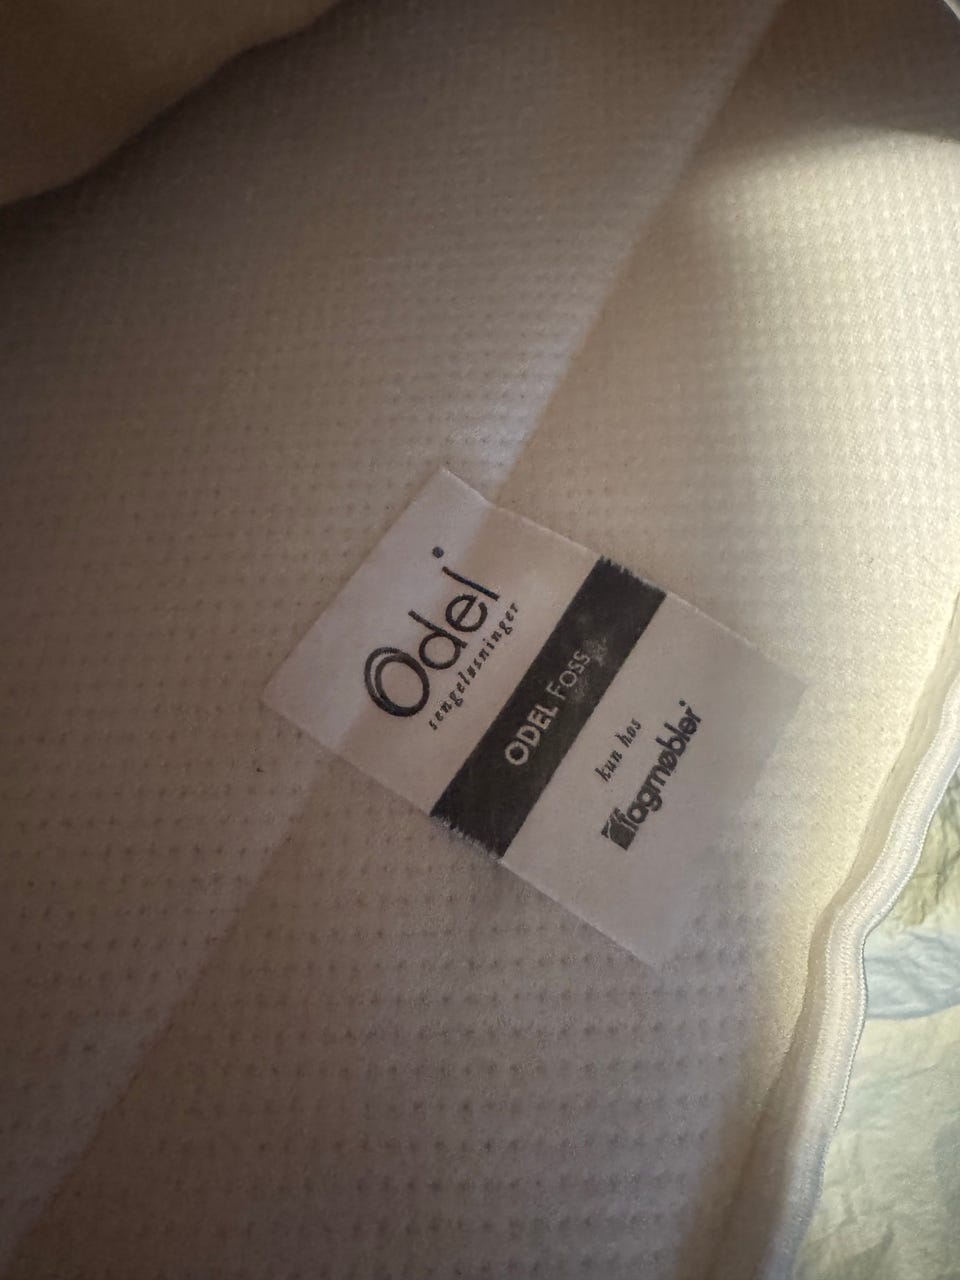 Odel
sengeløsninger
ODEL FOSS
kun hos
fagmøbler